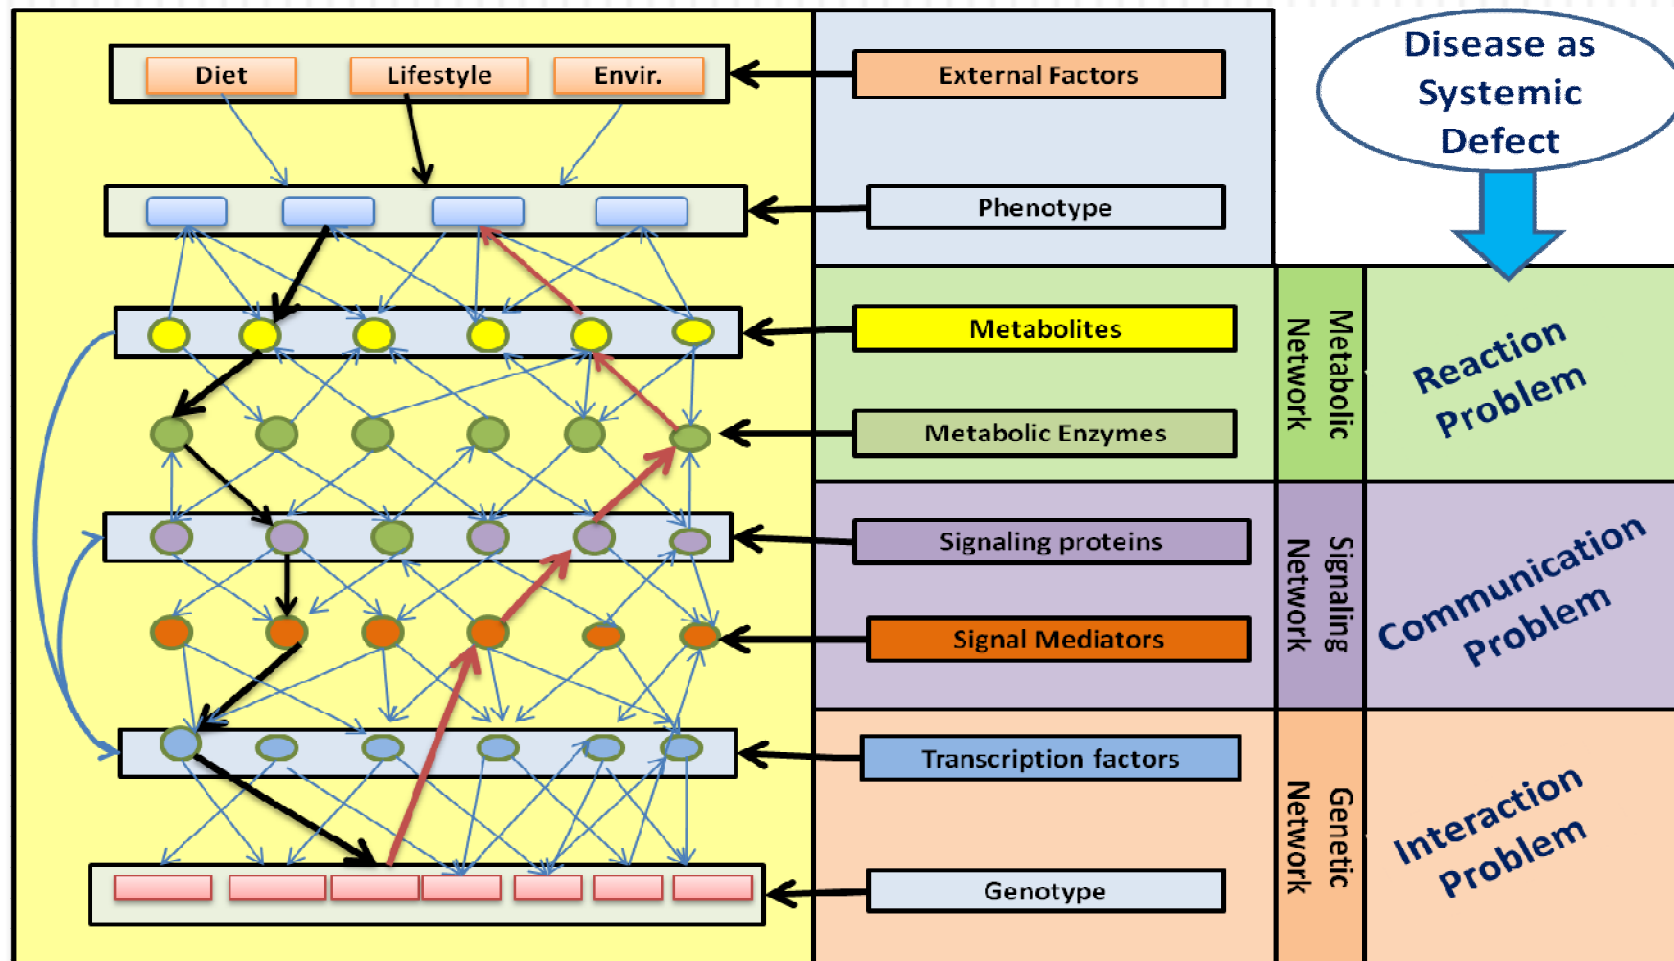 Diet
Lifestyle
Envir.
External Factors
Disease as
Systemic
Defect
Phenotype
Metabolites
Metabolic Enzymes
Metabolic
Network
Reaction
Problem
Signaling proteins
Signal Mediators
Signaling
Network
Communication
Problem
Transcription factors
Genotype
Genetic
Network
Interaction
Problem